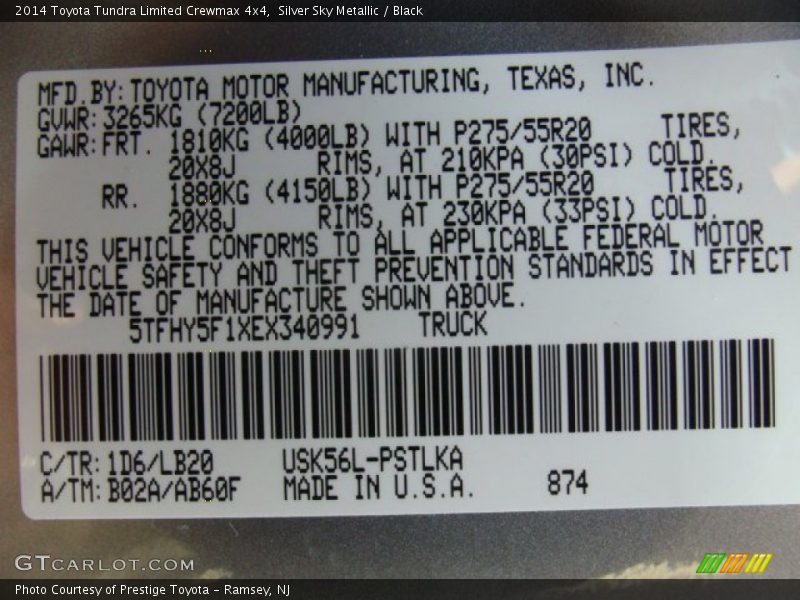 2014 Toyota Tundra Limited Crewmax 4x4,  Silver Sky Metallic / Black
MFD.BY: TOYOTA MOTOR MANUFACTURING, TEXAS, INC.
GVWR: 3265KG (7200LB)
GAWR: FRT. 1810KG (4000LB) WITH P275/55R20 TIRES,
20X8J RIMS, AT 210KPA (30PSI) COLD.
RR. 1880KG (4150LB) WITH P275/55R20 TIRES,
20X8J RIMS, AT 230KPA (33PSI) COLD.
THIS VEHICLE CONFORMS TO ALL APPLICABLE FEDERAL MOTOR
VEHICLE SAFETY AND THEFT PREVENTION STANDARDS IN EFFECT
THE DATE OF MANUFACTURE SHOWN ABOVE.
5TFHY5F1XEX340991 TRUCK
C/TR: 1D6/LB20 USK56L-PSTLKA
A/TM: B02A/AB60F MADE IN U.S.A. 874
GTCARLOT.COM
Photo Courtesy of Prestige Toyota - Ramsey, NJ